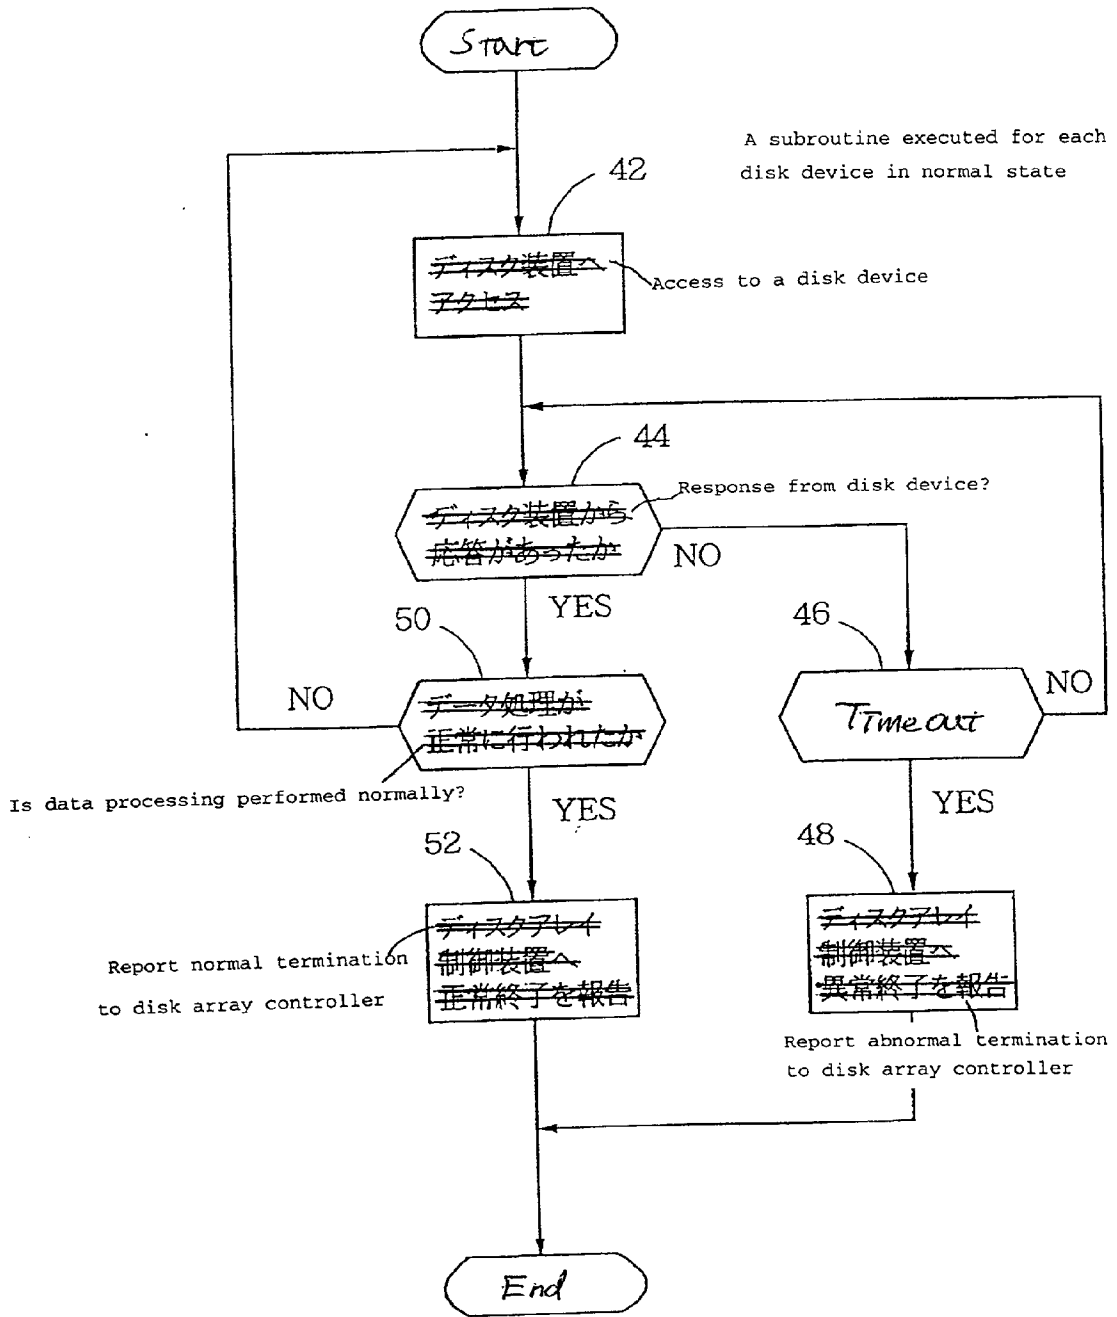 Start
A subroutine executed for each
disk device in normal state
42
ディスク装置へ
アクセス
Access to a disk device
44
Response from disk device?
ディスク装置から
応答があったか
NO
YES
50
46
NO
NO
データ処理が
正常に行われたか
Timeout
Is data processing performed normally?
YES
YES
52
48
ディスクアレイ
制御装置へ
正常終了を報告
Report normal termination
to disk array controller
ディスクアレイ
制御装置へ
異常終了を報告
Report abnormal termination
to disk array controller
End